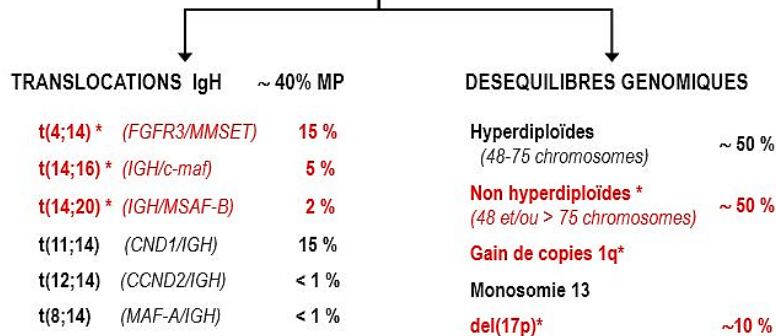 TRANSLOCATIONS IgH ~ 40% MP
t(4;14) * (FGFR3/MMSET) 15 %
t(14;16) * (IGH/c-maf) 5 %
t(14;20) * (IGH/MSAF-B) 2 %
t(11;14) (CND1/IGH) 15 %
t(12;14) (CCND2/IGH) < 1 %
t(8;14) (MAF-A/IGH) < 1 %
DESEQUILIBRES GENOMIQUES
Hyperdiploïdes
(48-75 chromosomes) ~ 50 %
Non hyperdiploïdes *
(48 et/ou > 75 chromosomes) ~ 50 %
Gain de copies 1q*
Monosomie 13
del(17p)* ~10 %